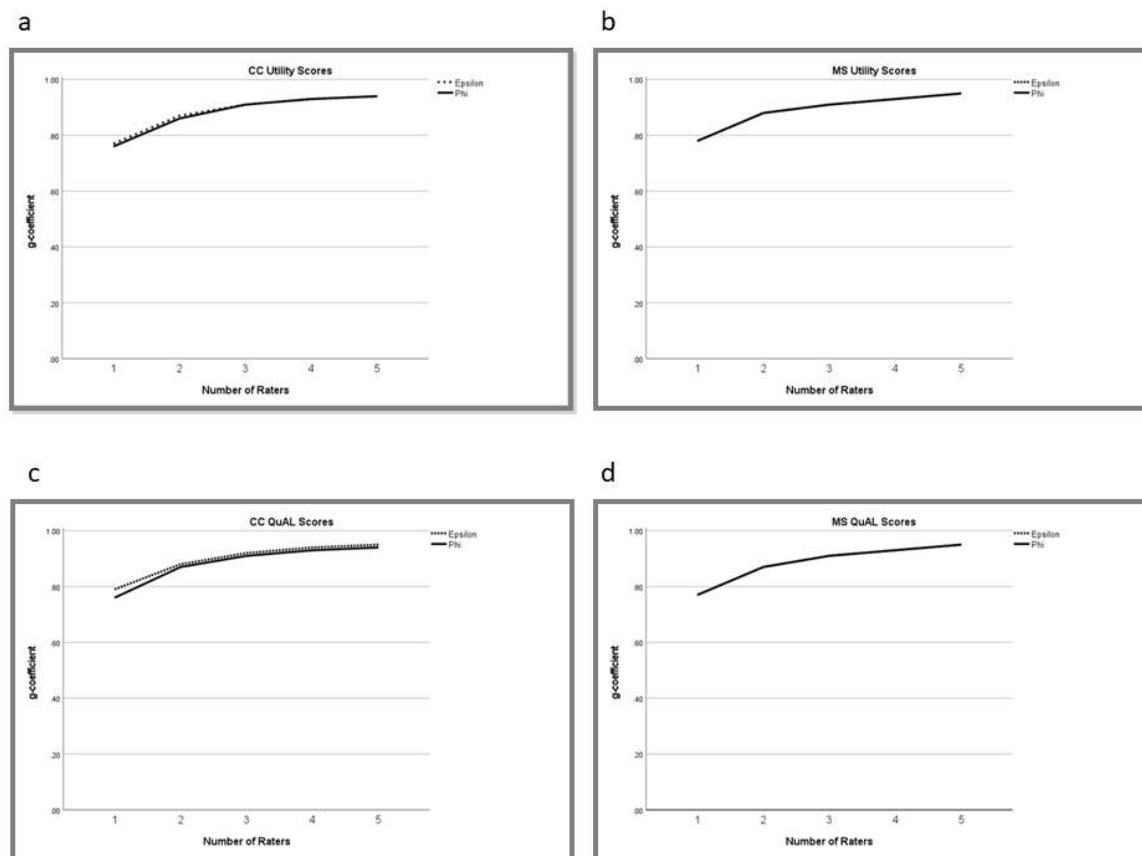 a
CC Utility Scores
Epsilon
Phi
1.00
.80
.60
.40
.20
.00
g-coefficient
1 2 3 4 5
Number of Raters
b
MS Utility Scores
Epsilon
Phi
1.00
.80
.60
.40
.20
.00
g-coefficient
1 2 3 4 5
Number of Raters
c
CC QuAL Scores
Epsilon
Phi
1.00
.80
.60
.40
.20
.00
g-coefficient
1 2 3 4 5
Number of Raters
d
MS QuAL Scores
Epsilon
Phi
1.00
.80
.60
.40
.20
.00
g-coefficient
1 2 3 4 5
Number of Raters